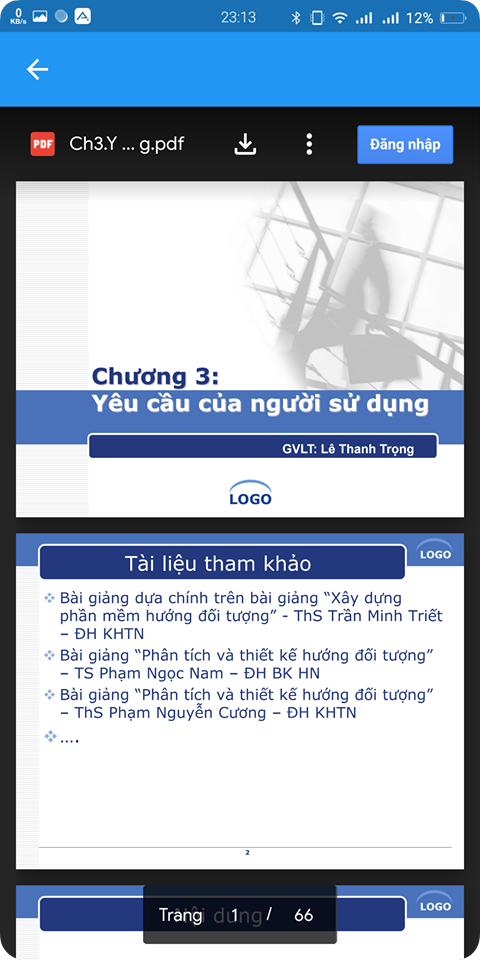 0
KB/s
23:13
12%
PDF
Ch3.Y ... g.pdf
Đăng nhập
Chương 3:
Yêu cầu của người sử dụng
GVLT: Lê Thanh Trọng
LOGO
LOGO
Tài liệu tham khảo
Bài giảng dựa chính trên bài giảng “Xây dựng
phần mềm hướng đối tượng” - ThS Trần Minh Triết
– ĐH KHTN
Bài giảng “Phân tích và thiết kế hướng đối tượng”
– TS Phạm Ngọc Nam – ĐH BK HN
Bài giảng “Phân tích và thiết kế hướng đối tượng”
– ThS Phạm Nguyễn Cương – ĐH KHTN
....
2
LOGO
Nội dung
Trang 1 / 66